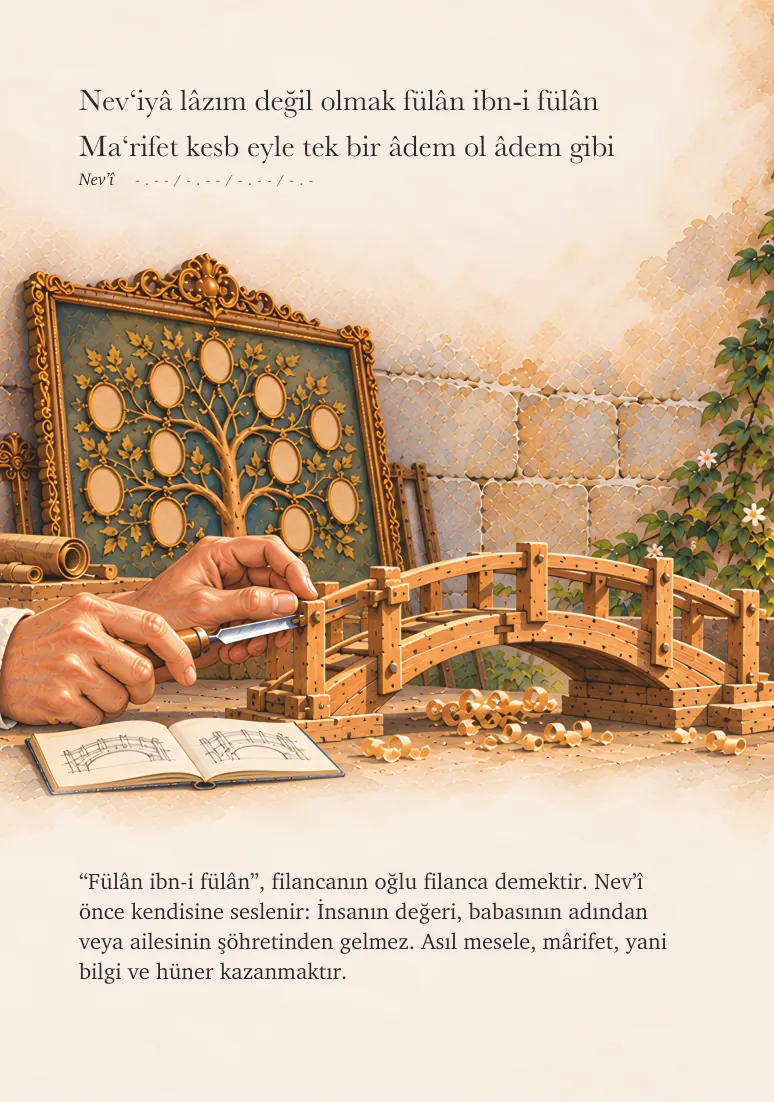 Nev‘iyâ lâzım değil olmak fülân ibn-i fülân
Ma‘rifet kesb eyle tek bir âdem ol âdem gibi
Nev’î - . - - / - . - - / - . - - / - . -
“Fülân ibn-i fülân”, filancanın oğlu filanca demektir. Nev’î
önce kendisine seslenir: İnsanın değeri, babasının adından
veya ailesinin şöhretinden gelmez. Asıl mesele, mârifet, yani
bilgi ve hüner kazanmaktır.